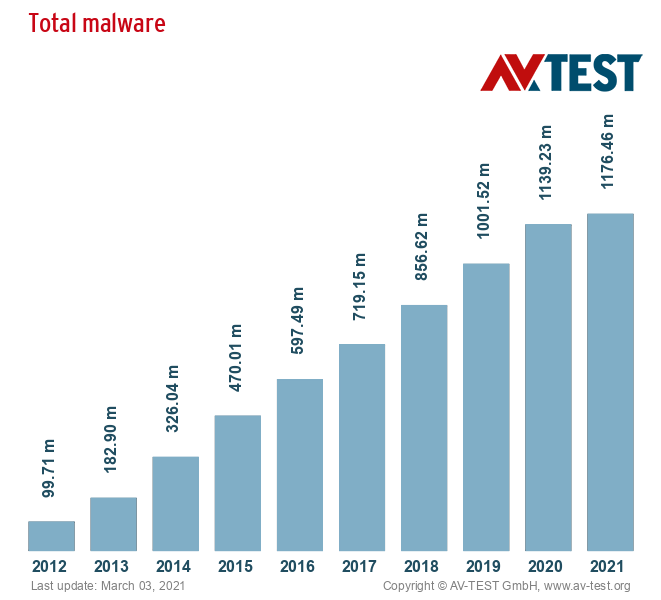 Total malware
AVTEST
99.71 m
182.90 m
326.04 m
470.01 m
597.49 m
719.15 m
856.62 m
1001.52 m
1139.23 m
1176.46 m
2012 2013 2014 2015 2016 2017 2018 2019 2020 2021
Last update: March 03, 2021 Copyright © AV-TEST GmbH, www.av-test.org